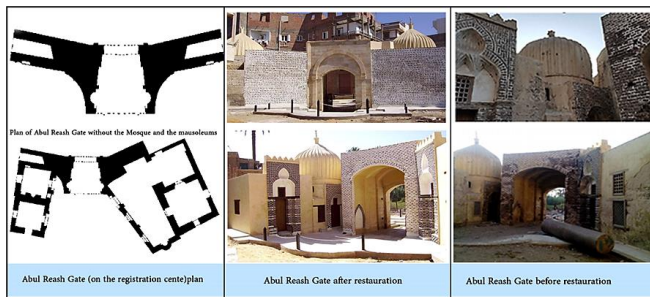 Plan of Abul Reash Gate without the Mosque and the mausoleums
Abul Reash Gate (on the registration cente)plan
Abul Reash Gate after restauration
Abul Reash Gate before restauration